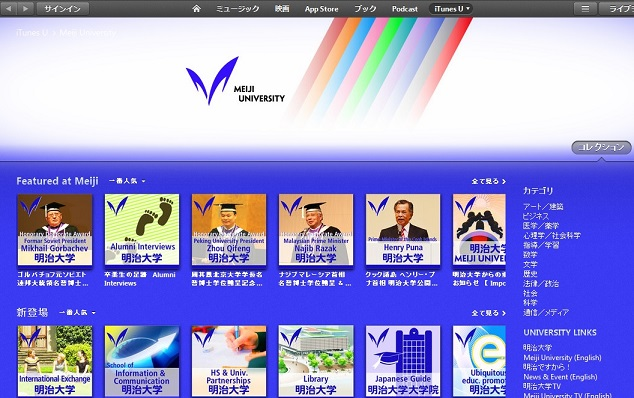 サインイン
ミュージック
映画
App Store
ブック
Podcast
iTunes U
ライブラ
iTunes U > Meiji University
MEIJI
UNIVERSITY
コレクション
Featured at Meiji
一番人気
全て見る
Honorary Doctorate Award
Former Soviet President
Mikhail Gorbachev
明治大学
Alumni Interviews
明治大学
Honorary Doctorate Award
Peking University President
Zhou Qifeng
明治大学
Honorary Doctorate Award
Malaysian Prime Minister
Najib Razak
明治大学
Henry Puna
明治大学
明治大学
MEIJI UNIVER
ゴルバチョフ元ソビエト
連邦大統領名誉博士...
卒業生の足跡 Alumni
Interviews
周其鳳北京大学学長名
誉博士学位贈呈記念...
ナジブマレーシア首相
名誉博士学位贈呈 & ...
クック諸島 ヘンリー・プ
ナ首相 明治大学公開...
明治大学からの重
お知らせ 【 Impo
新登場
一番人気
全て見る
International Exchange
明治大学
School of
Information &
Communication
明治大学
HS & Univ.
Partnerships
明治大学
Library
明治大学
Japanese Guide
明治大学大学院
Ubiquitous
educ. promot
明治大学
カテゴリ
アート／建築
ビジネス
医学／薬学
心理学／社会科学
指導／学習
数学
文学
歴史
法律／政治
社会
科学
通信／メディア
UNIVERSITY LINKS
明治大学
Meiji University (English)
明治ですから！
News & Event (English)
明治大学TV
Meiji University TV (English)